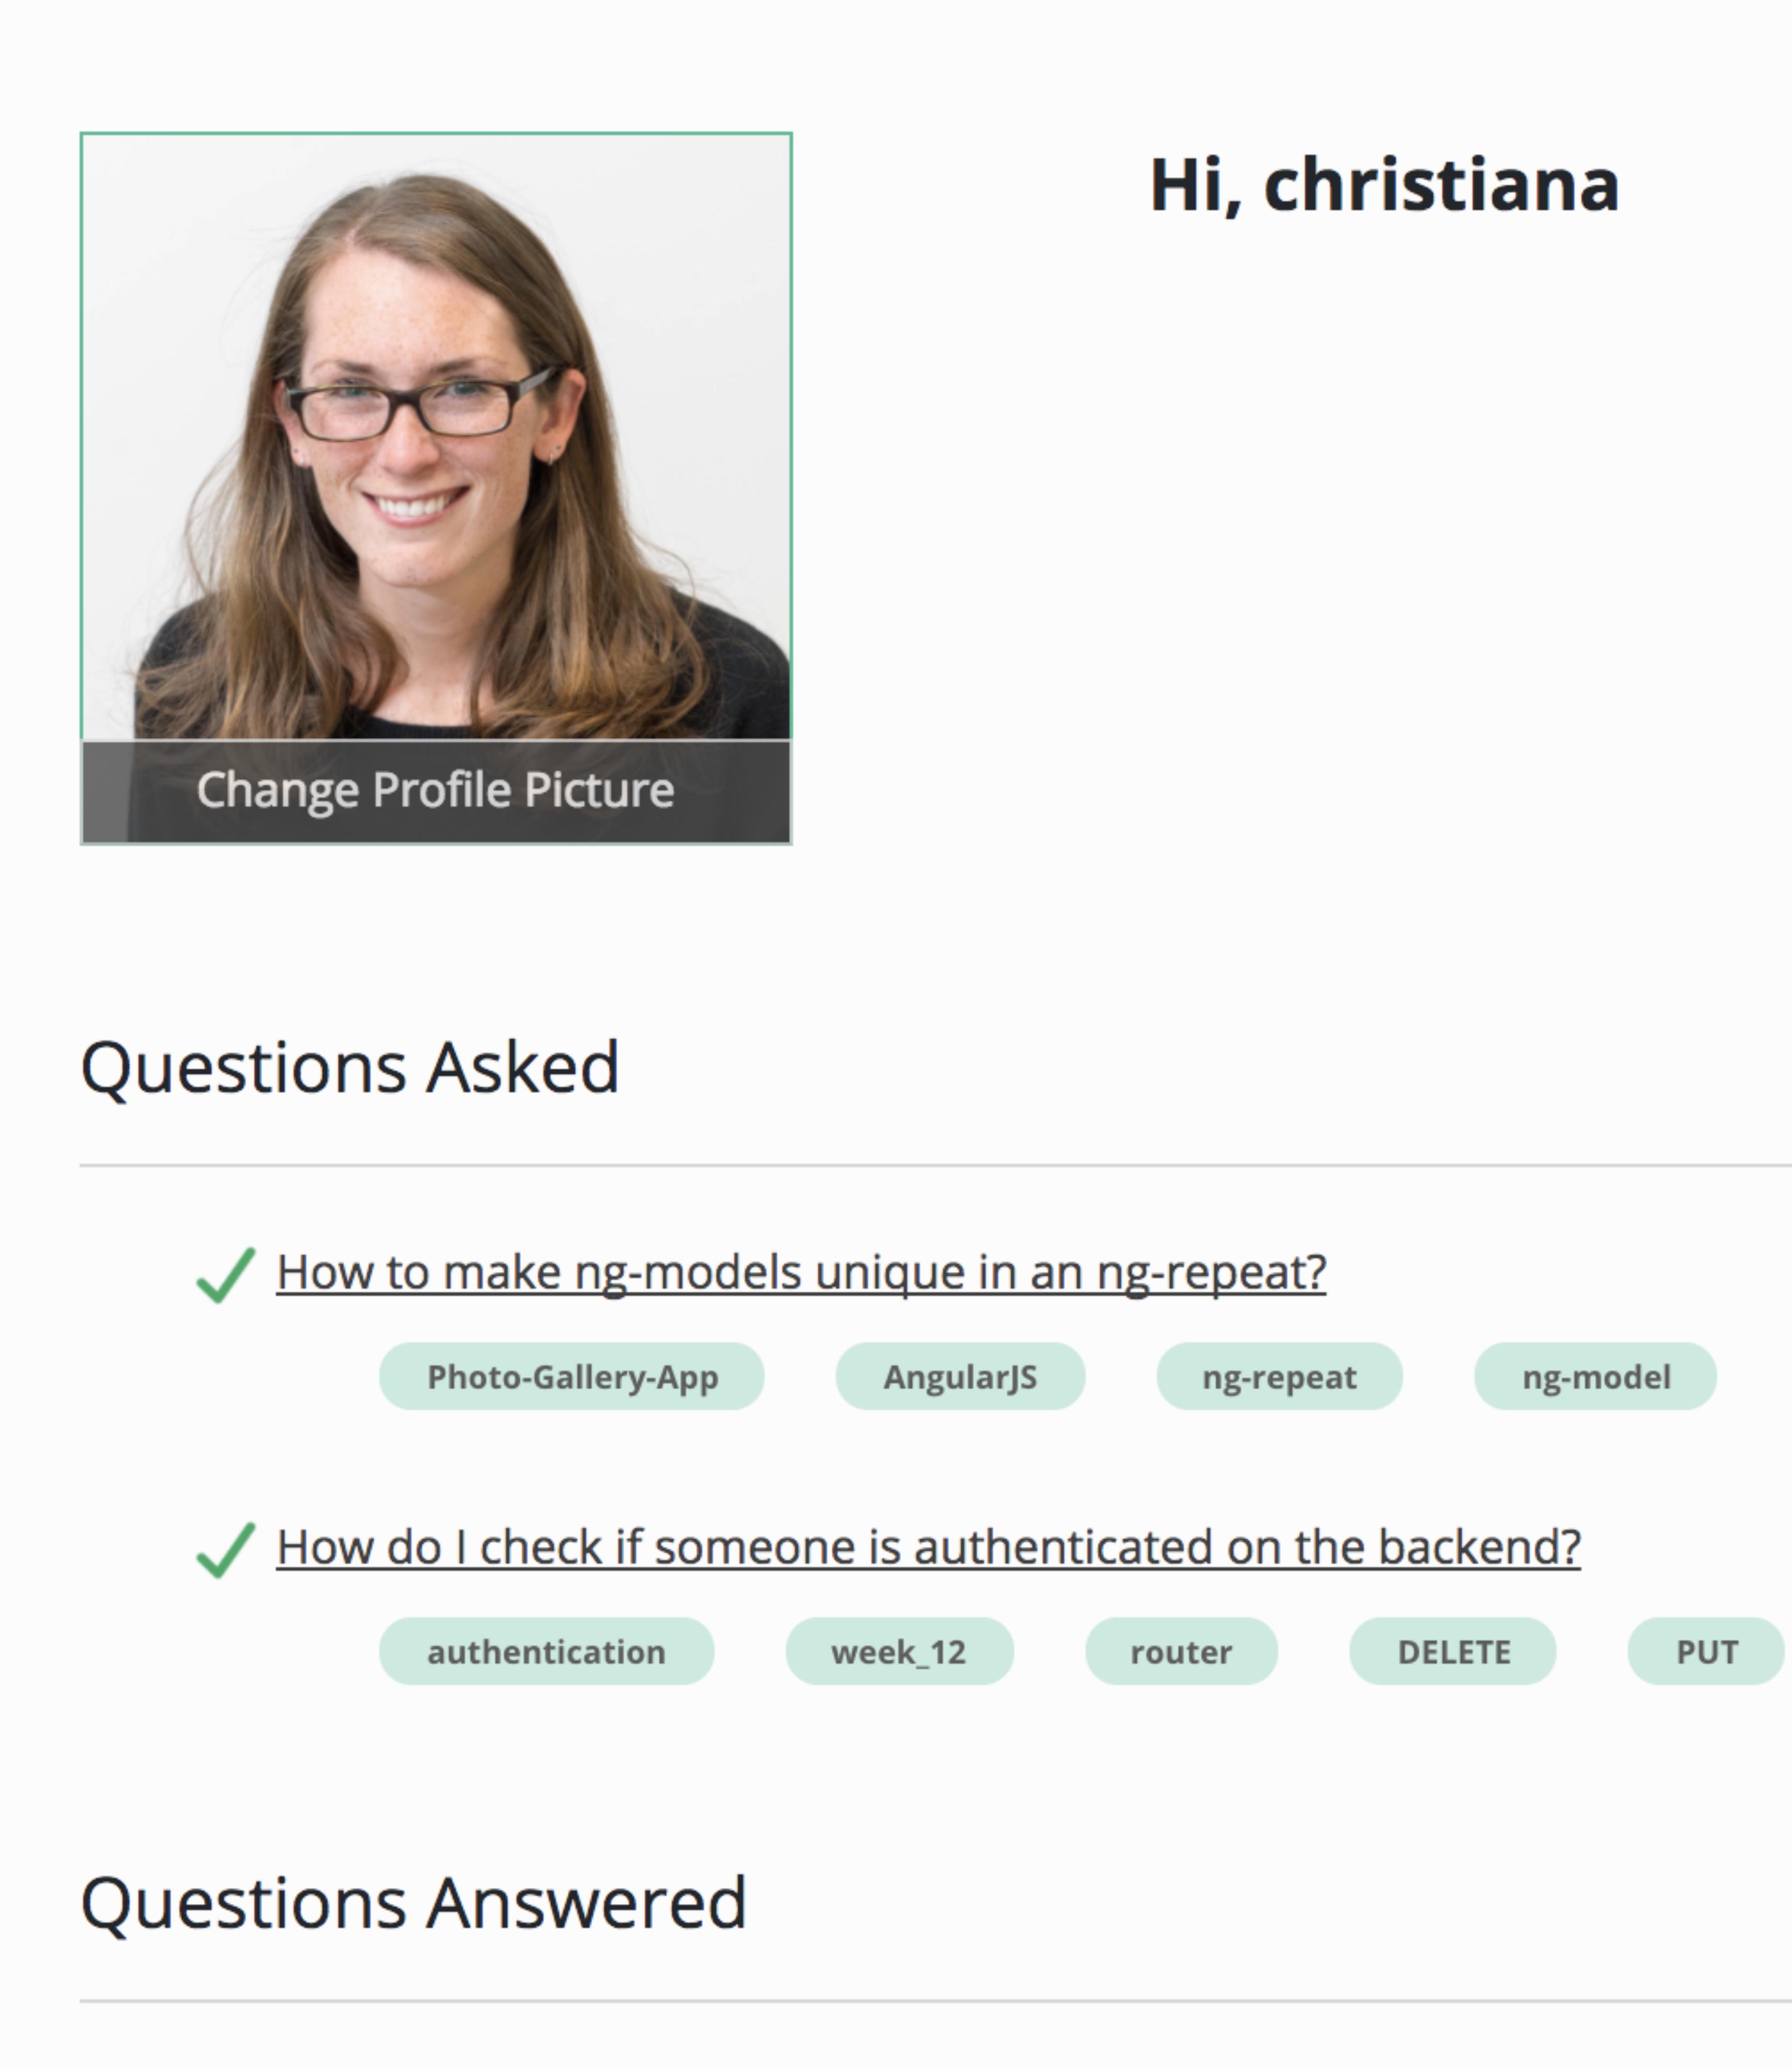 Hi, christiana
Change Profile Picture
Questions Asked
How to make ng-models unique in an ng-repeat?
Photo-Gallery-App AngularJS ng-repeat ng-model
How do I check if someone is authenticated on the backend?
authentication week_12 router DELETE PUT
Questions Answered